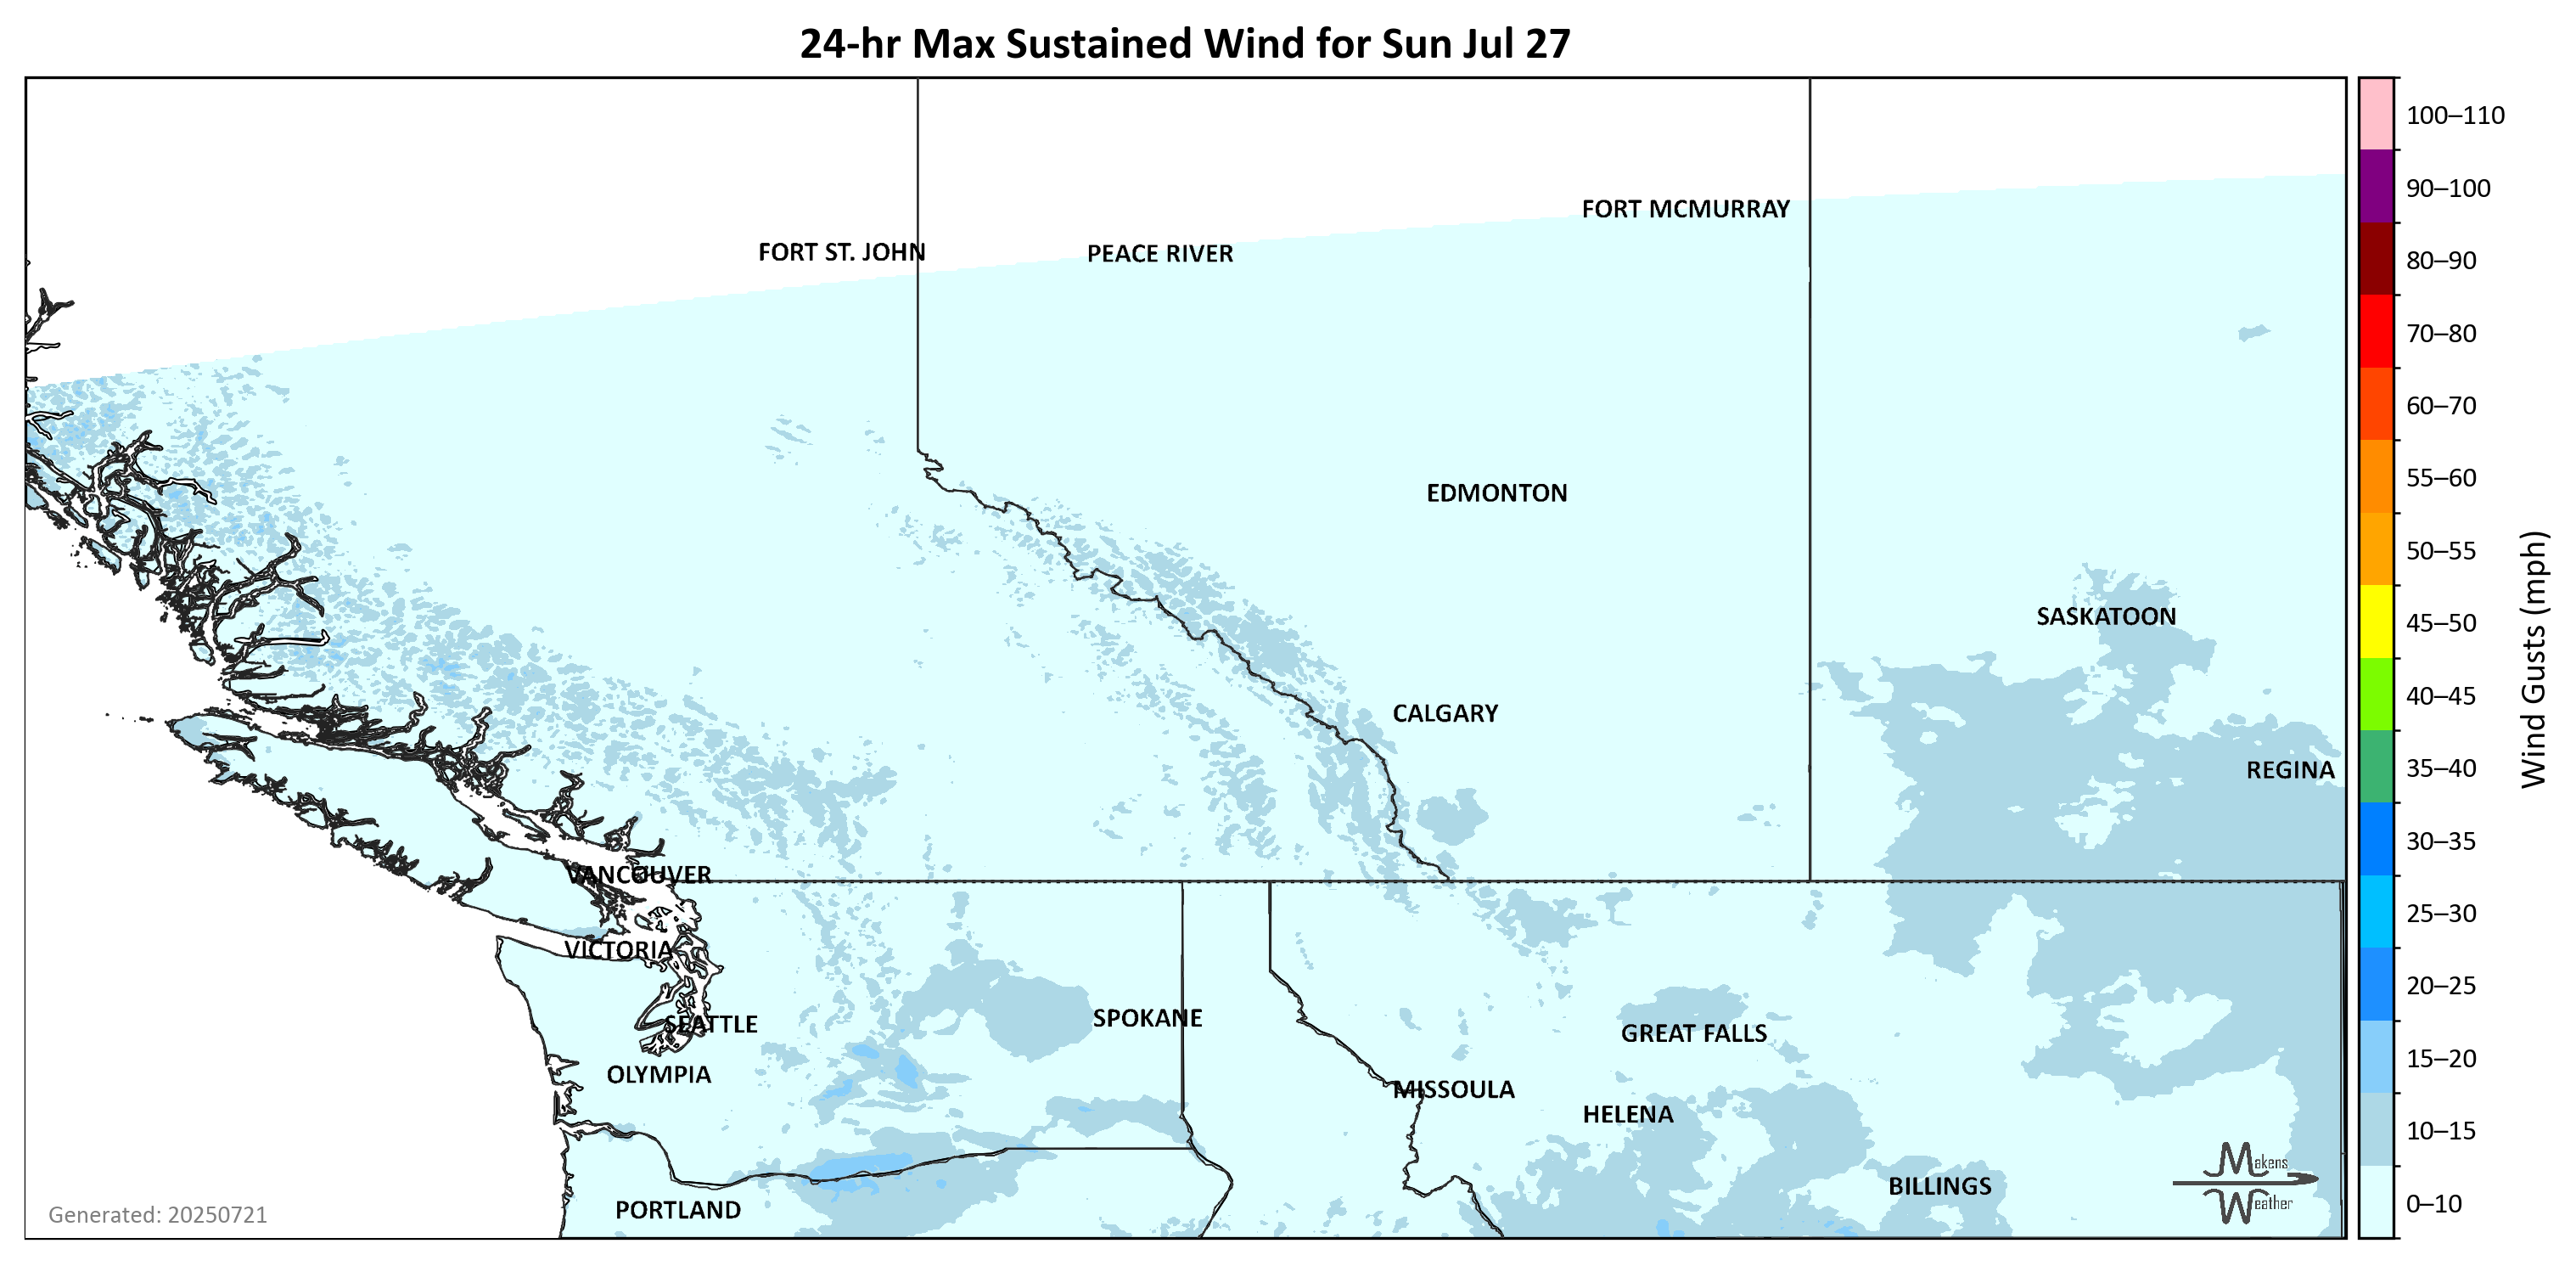 24-hr Max Sustained Wind for Sun Jul 27
FORT MCMURRAY
FORT ST. JOHN
PEACE RIVER
EDMONTON
SASKATOON
CALGARY
REGINA
VANCOUVER
VICTORIA
SPOKANE
SEATTLE
GREAT FALLS
OLYMPIA
MISSOULA
HELENA
BILLINGS
PORTLAND
Makens
Weather
Generated: 20250721
100–110
90–100
80–90
70–80
60–70
55–60
50–55
45–50
40–45
35–40
30–35
25–30
20–25
15–20
10–15
0–10
Wind Gusts (mph)